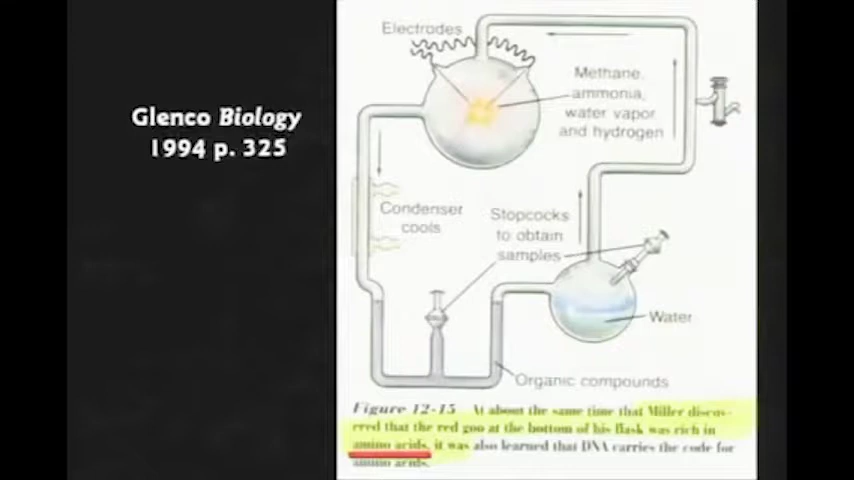 Glenco Biology
1994 p. 325
Electrodes
Methane,
ammonia,
water vapor
and hydrogen
Condenser
cools
Stopcocks
to obtain
samples
Water
Organic compounds
Figure 12-15 At about the same time that Miller discov-
ered that the red goo at the bottom of his flask was rich in
amino acids, it was also learned that DNA carries the code for
amino acids.